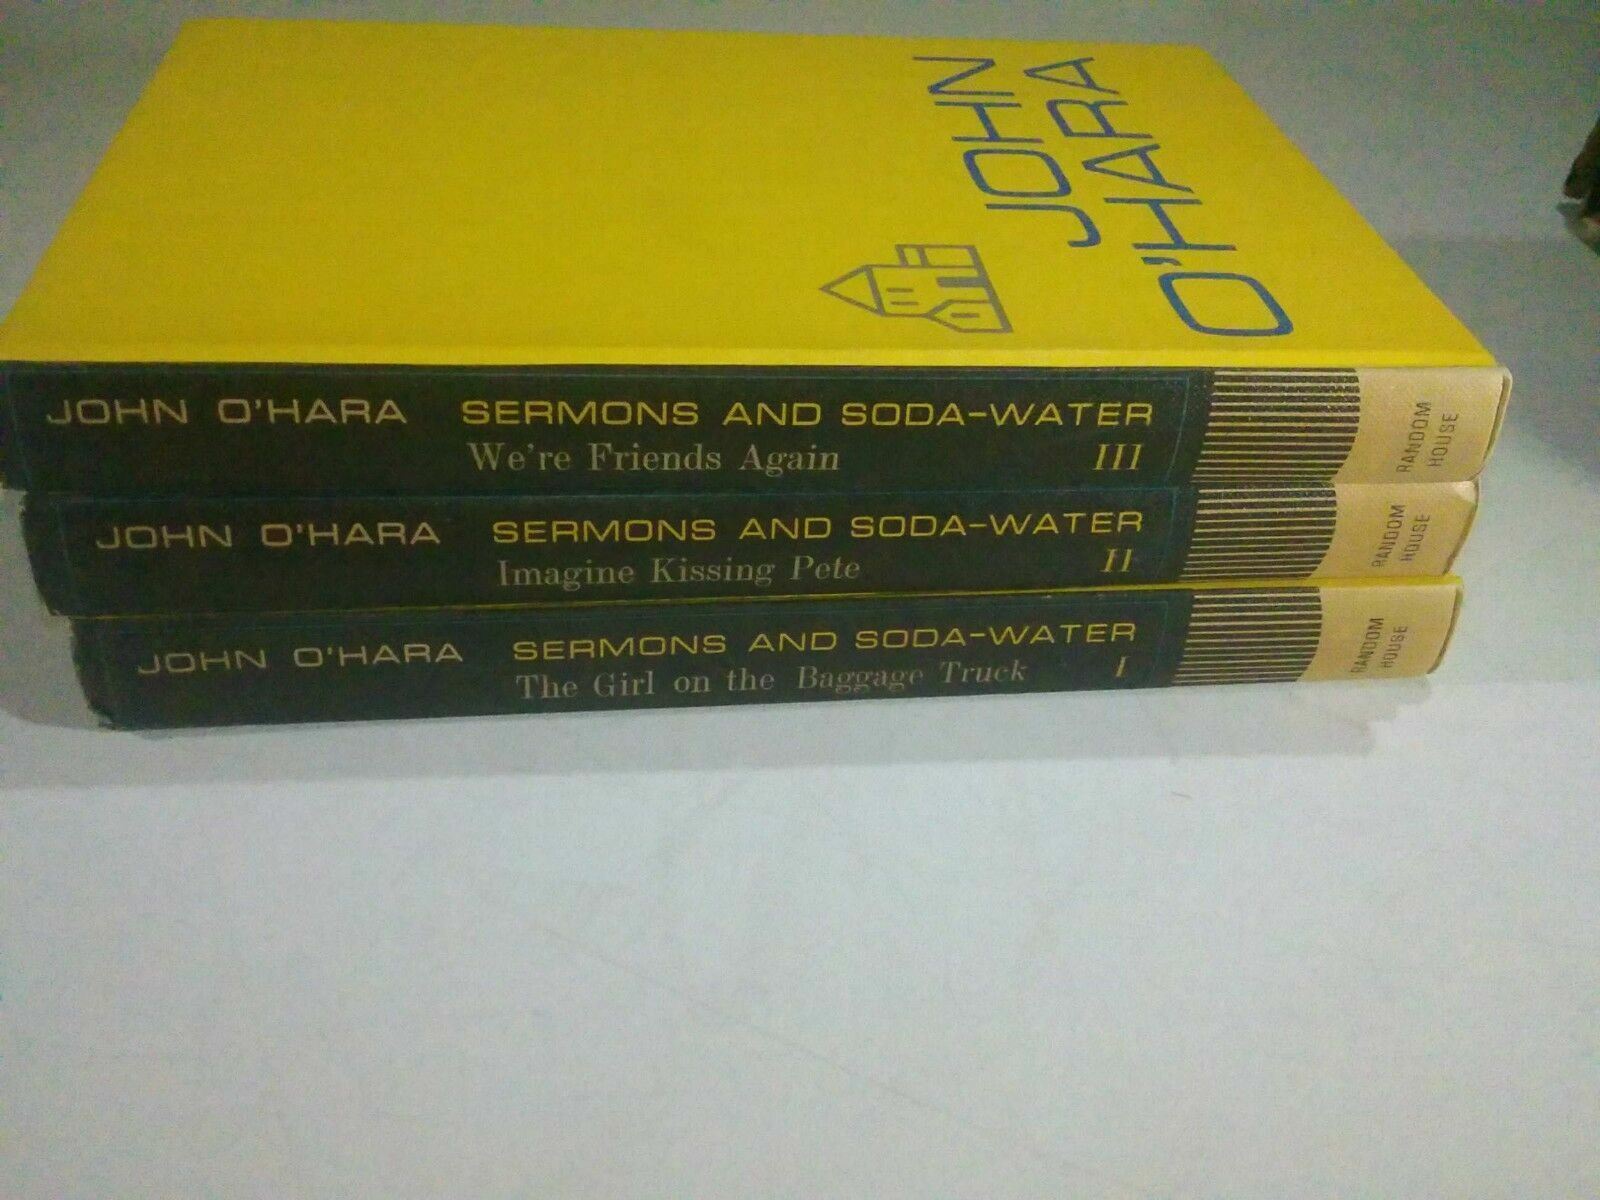 JOHN
O'HARA
JOHN O'HARA SERMONS AND SODA-WATER
We're Friends Again III
RANDOM
HOUSE
JOHN O'HARA SERMONS AND SODA-WATER
Imagine Kissing Pete II
RANDOM
HOUSE
JOHN O'HARA SERMONS AND SODA-WATER
The Girl on the Baggage Truck I
RANDOM
HOUSE